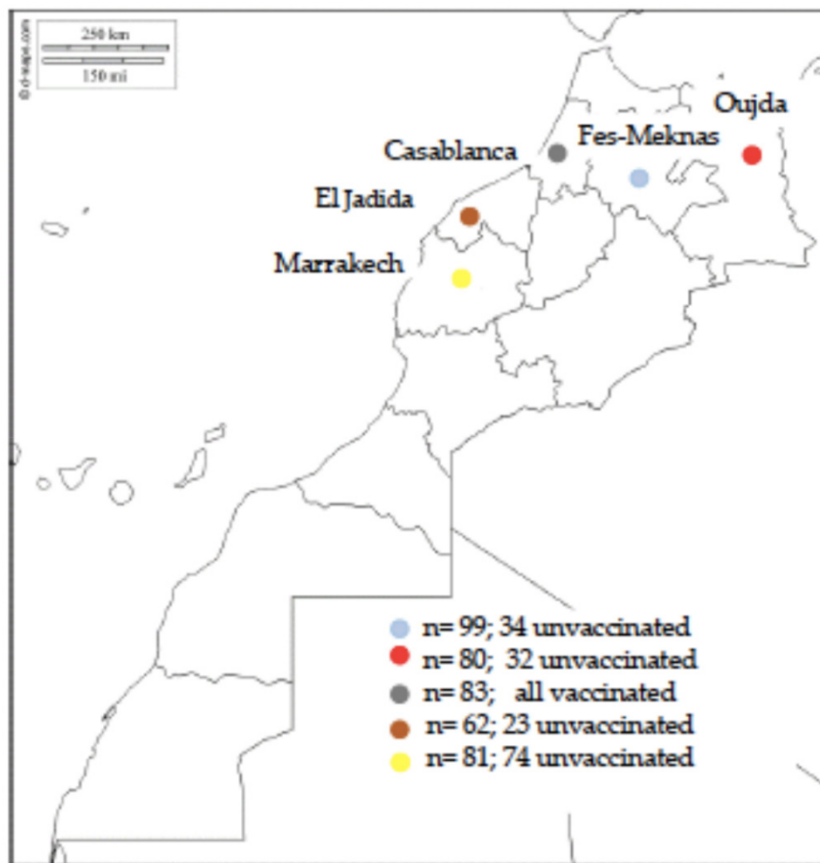 250 km
150 mi
© d-maps.com
Oujda
Fes-Meknas
Casablanca
El Jadida
Marrakech
n= 99; 34 unvaccinated
n= 80; 32 unvaccinated
n= 83; all vaccinated
n= 62; 23 unvaccinated
n= 81; 74 unvaccinated